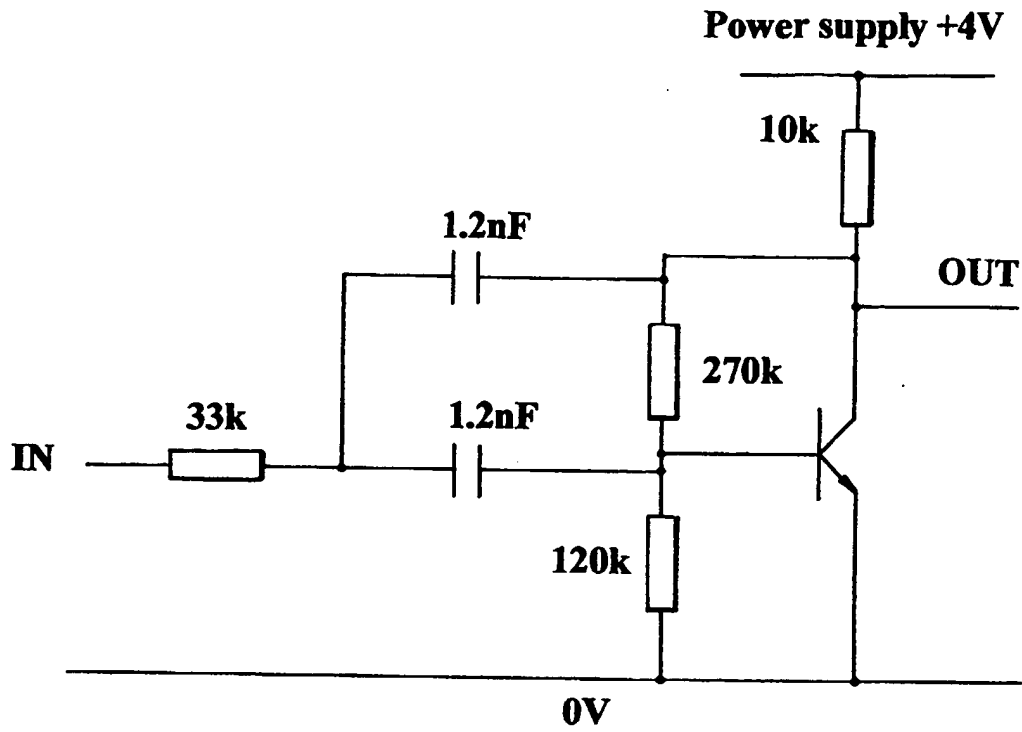 Power supply +4V
10k
1.2nF
OUT
270k
1.2nF
33k
IN
120k
0V